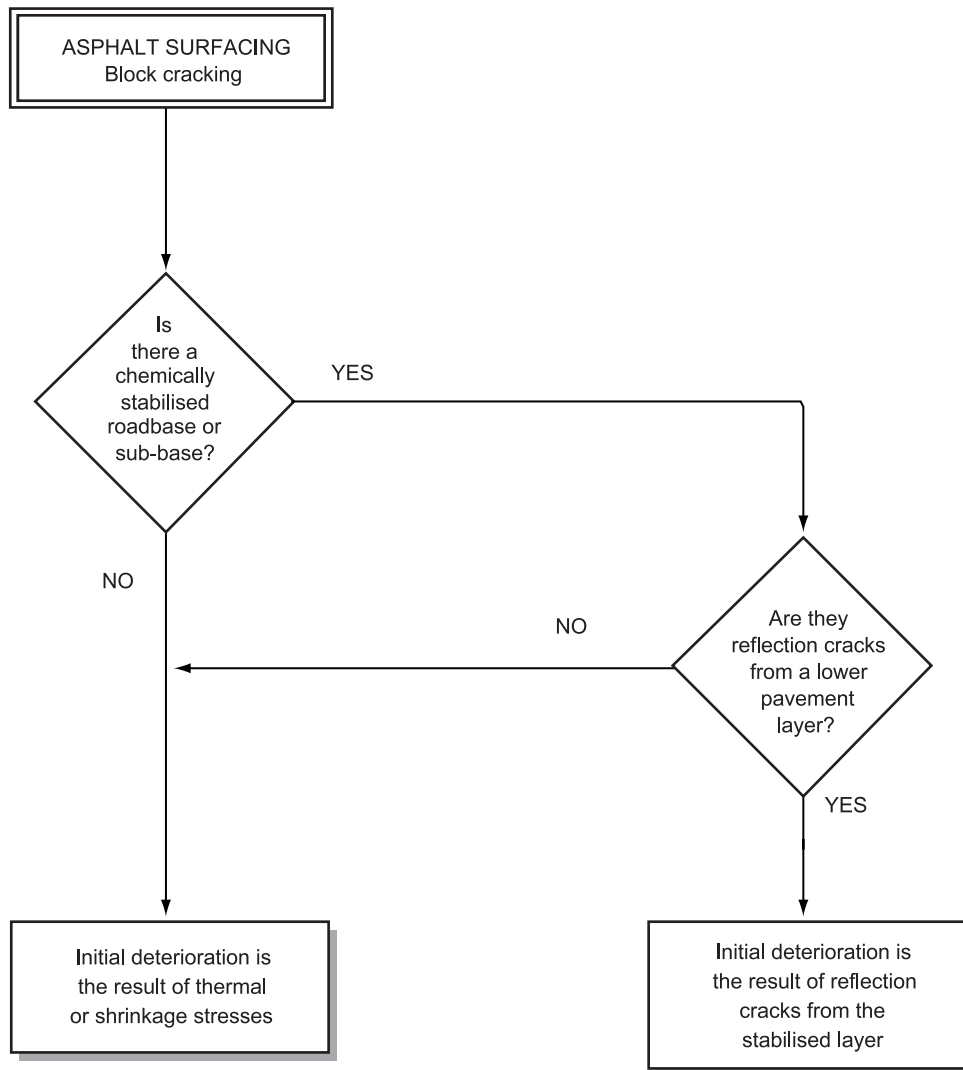 ASPHALT SURFACING
Block cracking
Is
there a
chemically
stabilised
roadbase or
sub-base?
YES
NO
Are they
reflection cracks
from a lower
pavement
layer?
NO
YES
Initial deterioration is
the result of thermal
or shrinkage stresses
Initial deterioration is
the result of reflection
cracks from the
stabilised layer